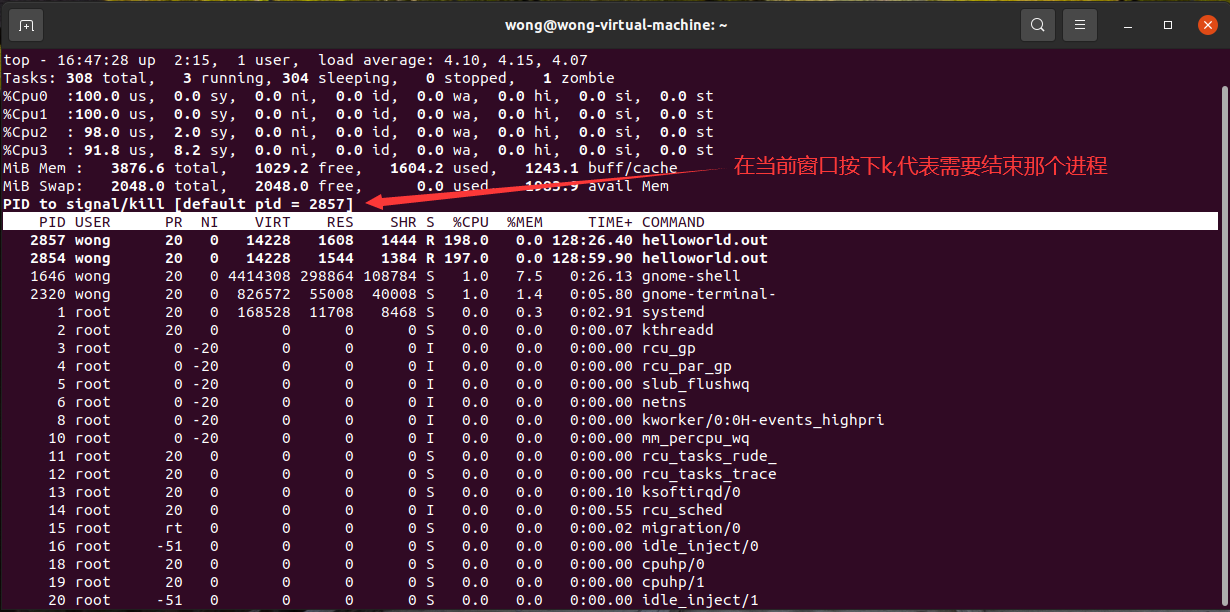 wong@wong-virtual-machine: ~
top - 16:47:28 up  2:15,  1 user,  load average: 4.10, 4.15, 4.07
Tasks: 308 total,   3 running, 304 sleeping,   0 stopped,   1 zombie
%Cpu0  :100.0 us,  0.0 sy,  0.0 ni,  0.0 id,  0.0 wa,  0.0 hi,  0.0 si,  0.0 st
%Cpu1  :100.0 us,  0.0 sy,  0.0 ni,  0.0 id,  0.0 wa,  0.0 hi,  0.0 si,  0.0 st
%Cpu2  : 98.0 us,  2.0 sy,  0.0 ni,  0.0 id,  0.0 wa,  0.0 hi,  0.0 si,  0.0 st
%Cpu3  : 91.8 us,  8.2 sy,  0.0 ni,  0.0 id,  0.0 wa,  0.0 hi,  0.0 si,  0.0 st
MiB Mem :   3876.6 total,   1029.2 free,   1604.2 used,   1243.1 buff/cache
在当前窗口按下k,代表需要结束那个进程
MiB Swap:   2048.0 total,   2048.0 free,      0.0 used   1985.9 avail Mem
PID to signal/kill [default pid = 2857]
PID USER      PR  NI    VIRT    RES    SHR S  %CPU  %MEM     TIME+ COMMAND
2857 wong      20   0   14228   1608   1444 R 198.0   0.0 128:26.40 helloworld.out
2854 wong      20   0   14228   1544   1384 R 197.0   0.0 128:59.90 helloworld.out
1646 wong      20   0 4414308 298864 108784 S   1.0   7.5   0:26.13 gnome-shell
2320 wong      20   0  826572  55008  40008 S   1.0   1.4   0:05.80 gnome-terminal-
1 root      20   0  168528  11708   8468 S   0.0   0.3   0:02.91 systemd
2 root      20   0       0      0      0 S   0.0   0.0   0:00.07 kthreadd
3 root       0 -20       0      0      0 I   0.0   0.0   0:00.00 rcu_gp
4 root       0 -20       0      0      0 I   0.0   0.0   0:00.00 rcu_par_gp
5 root       0 -20       0      0      0 I   0.0   0.0   0:00.00 slub_flushwq
6 root       0 -20       0      0      0 I   0.0   0.0   0:00.00 netns
8 root       0 -20       0      0      0 I   0.0   0.0   0:00.00 kworker/0:0H-events_highpri
10 root       0 -20       0      0      0 I   0.0   0.0   0:00.00 mm_percpu_wq
11 root      20   0       0      0      0 S   0.0   0.0   0:00.00 rcu_tasks_rude_
12 root      20   0       0      0      0 S   0.0   0.0   0:00.00 rcu_tasks_trace
13 root      20   0       0      0      0 S   0.0   0.0   0:00.10 ksoftirqd/0
14 root      20   0       0      0      0 I   0.0   0.0   0:00.55 rcu_sched
15 root      rt   0       0      0      0 S   0.0   0.0   0:00.02 migration/0
16 root     -51   0       0      0      0 S   0.0   0.0   0:00.00 idle_inject/0
18 root      20   0       0      0      0 S   0.0   0.0   0:00.00 cpuhp/0
19 root      20   0       0      0      0 S   0.0   0.0   0:00.00 cpuhp/1
20 root     -51   0       0      0      0 S   0.0   0.0   0:00.00 idle_inject/1